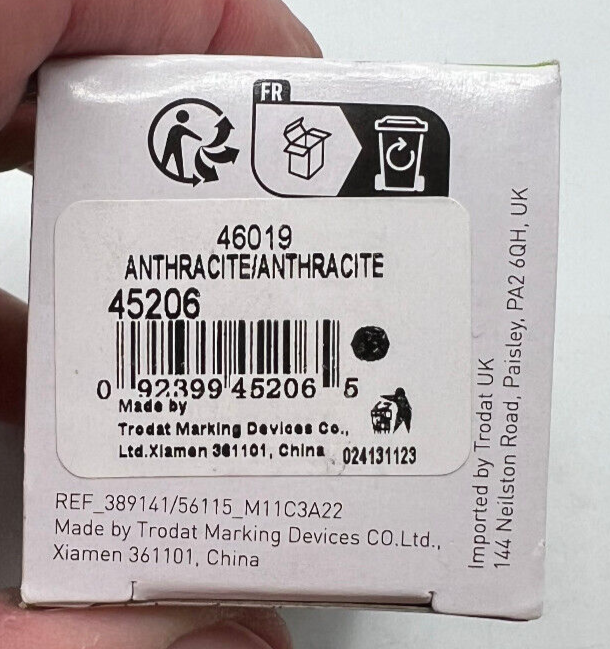 FR
46019
ANTHRACITE/ANTHRACITE
45206
0 92399 45206 5
Made by
Trodat Marking Devices Co.,
Ltd.Xiamen 361101, China 024131123
REF_389141/56115_M11C3A22
Made by Trodat Marking Devices CO.Ltd.,
Xiamen 361101, China
Imported by Trodat UK
144 Neilston Road, Paisley, PA2 6QH, UK